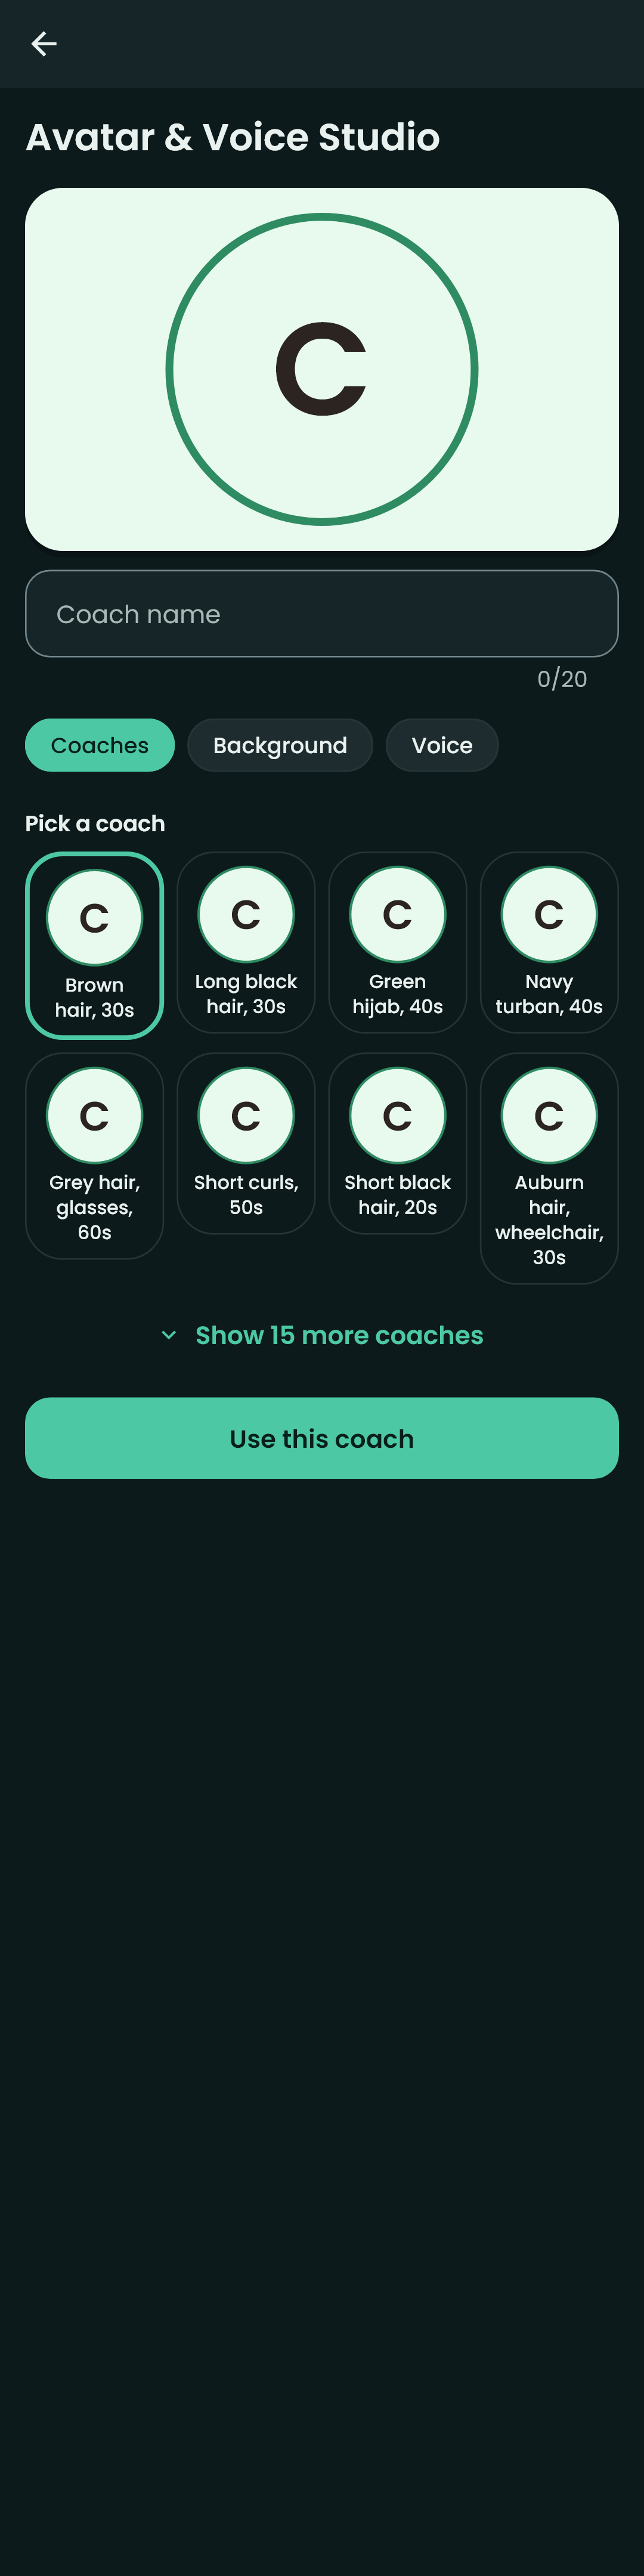 Avatar & Voice Studio
C
Coach name
0/20
Coaches
Background
Voice
Pick a coach
C
Brown
hair, 30s
C
Long black
hair, 30s
C
Green
hijab, 40s
C
Navy
turban, 40s
C
Grey hair,
glasses,
60s
C
Short curls,
50s
C
Short black
hair, 20s
C
Auburn
hair,
wheelchair,
30s
Show 15 more coaches
Use this coach